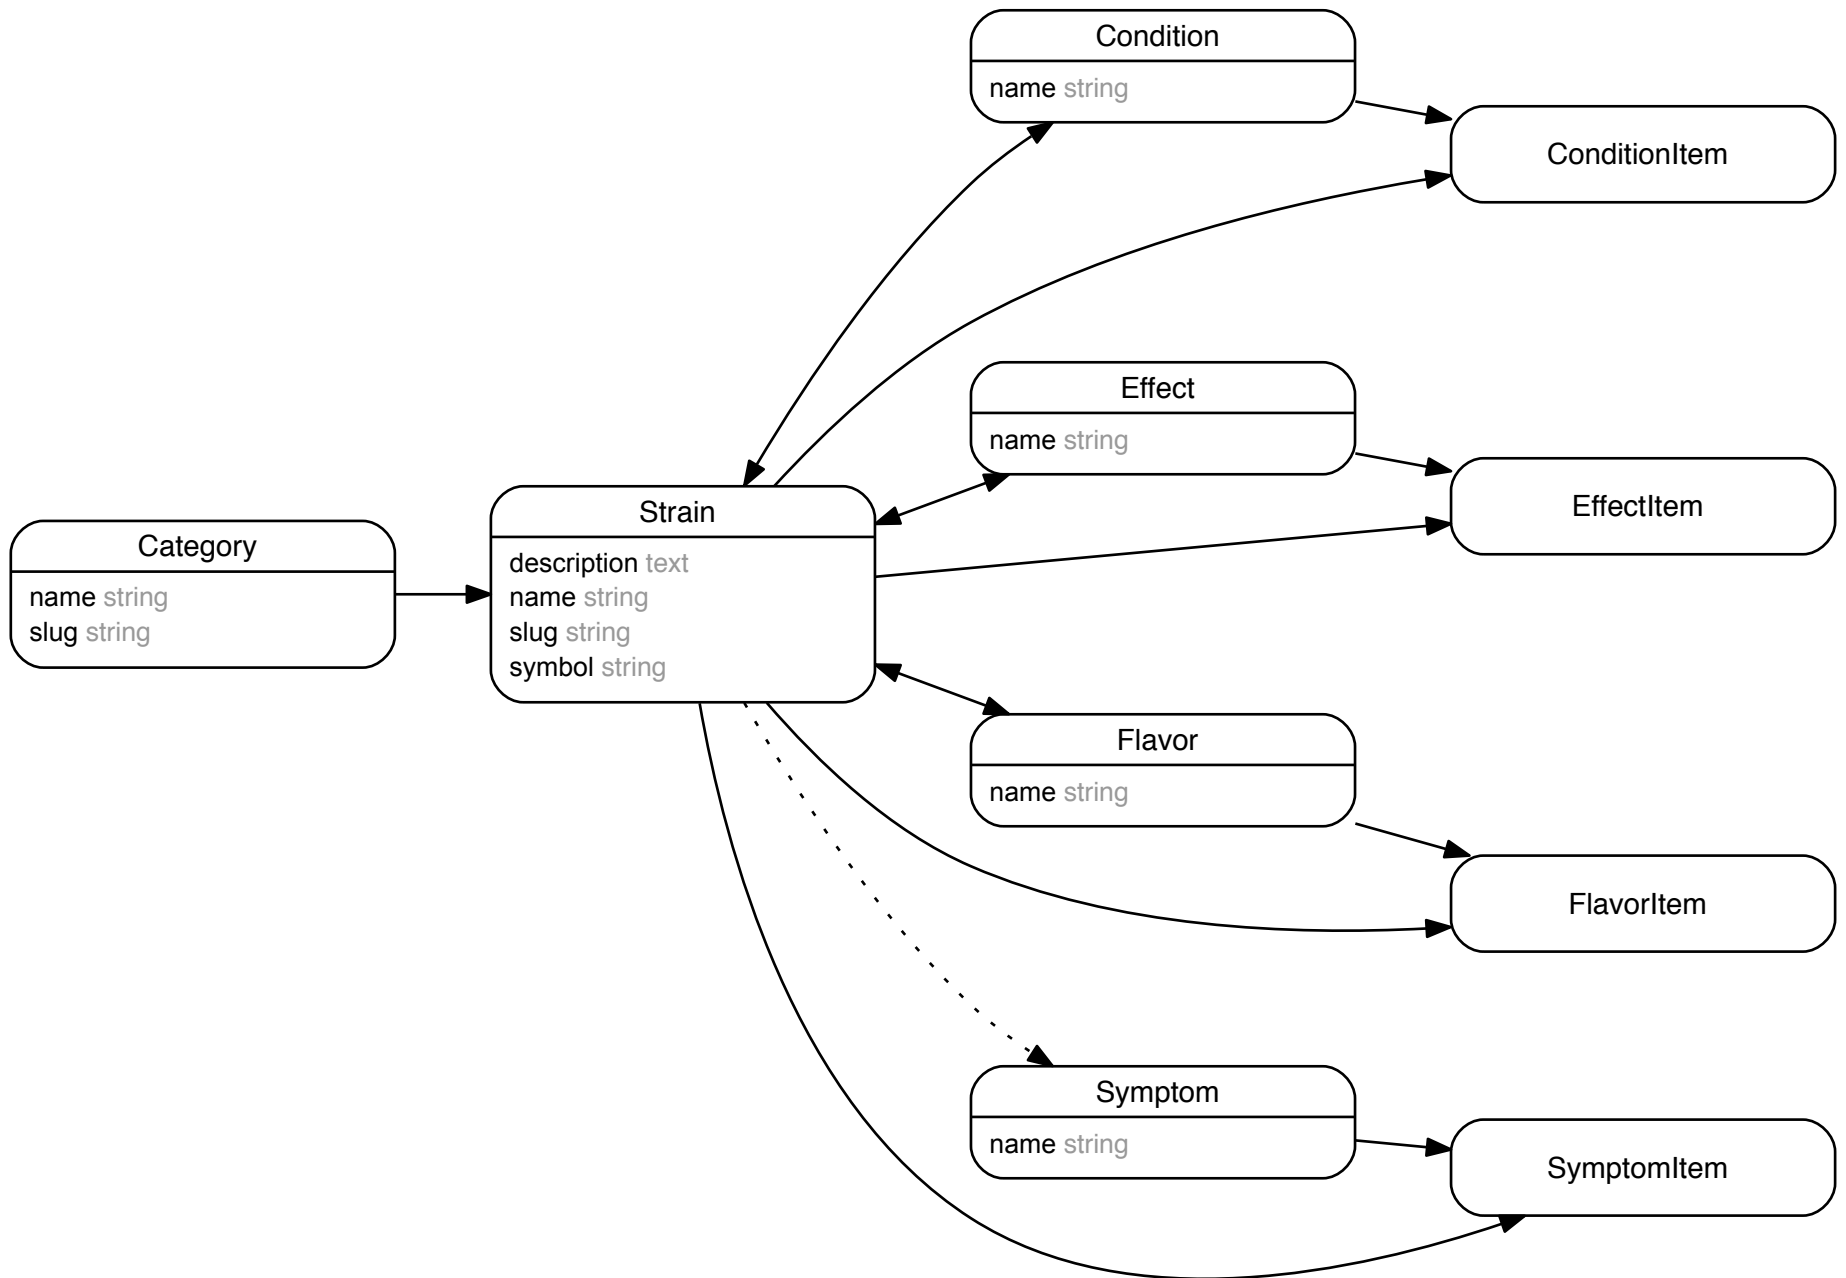 Condition
name string
ConditionItem
Effect
name string
EffectItem
Category
name string
slug string
Strain
description text
name string
slug string
symbol string
Flavor
name string
FlavorItem
Symptom
name string
SymptomItem